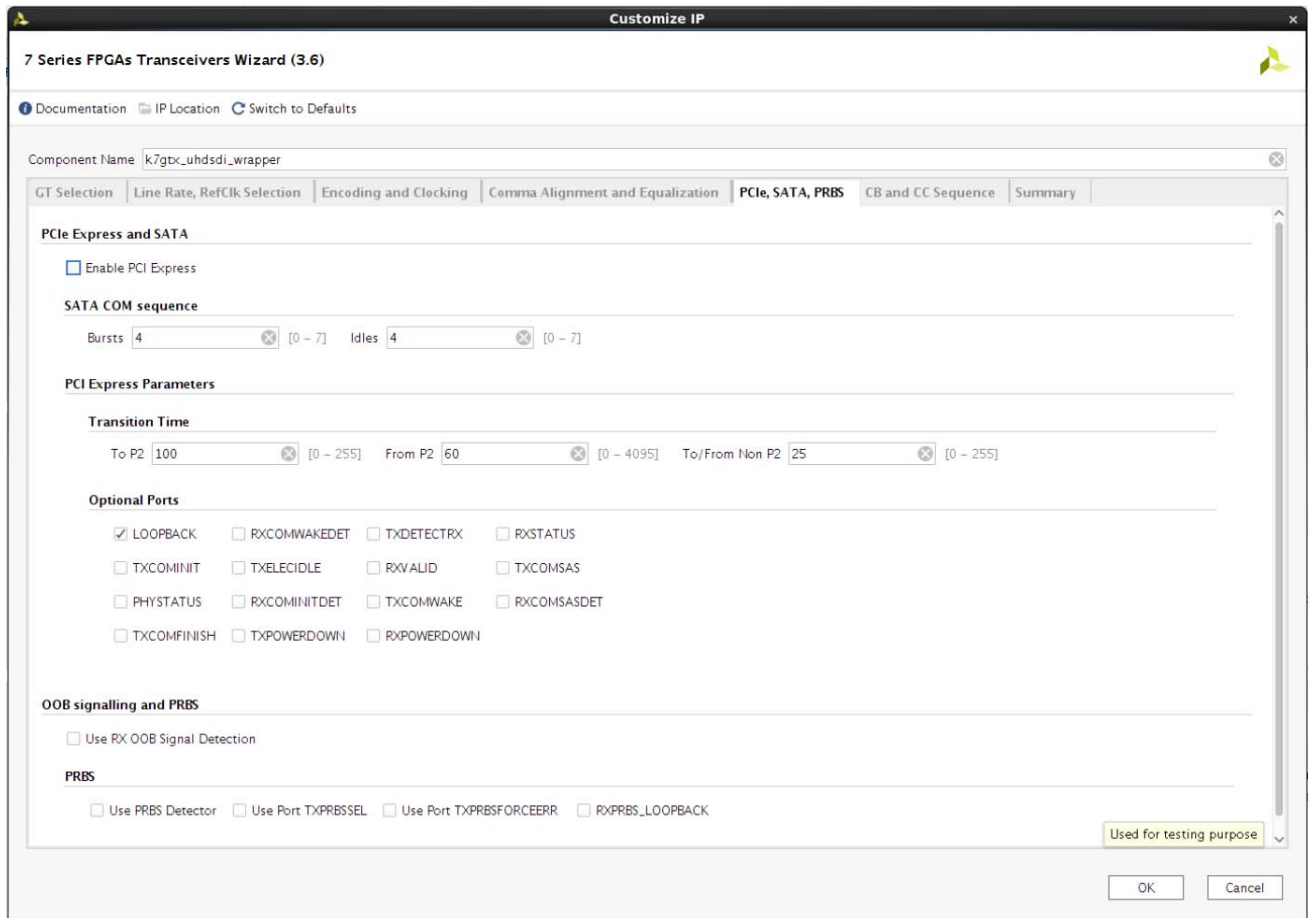 Customize IP
7 Series FPGAs Transceivers Wizard (3.6)
Documentation IP Location Switch to Defaults
Component Name k7gtx_uhdsdi_wrapper
GT Selection Line Rate, RefClk Selection Encoding and Clocking Comma Alignment and Equalization PCIe, SATA, PRBS CB and CC Sequence Summary
PCIe Express and SATA
Enable PCI Express
SATA COM sequence
Bursts 4 [0 – 7] Idles 4 [0 – 7]
PCI Express Parameters
Transition Time
To P2 100 [0 – 255] From P2 60 [0 – 4095] To/From Non P2 25 [0 – 255]
Optional Ports
LOOPBACK RXCOMWAKEDET TXDETECTRX RXSTATUS
TXCOMINIT TXELECIDLE RXVALID TXCOMSAS
PHYSTATUS RXCOMINITDET TXCOMWAKE RXCOMSASDET
TXCOMFINISH TXPOWERDOWN RXPOWERDOWN
OOB signalling and PRBS
Use RX OOB Signal Detection
PRBS
Use PRBS Detector Use Port TXPRBSSEL Use Port TXPRBSFORCEERR RXPRBS_LOOPBACK
Used for testing purpose
OK Cancel